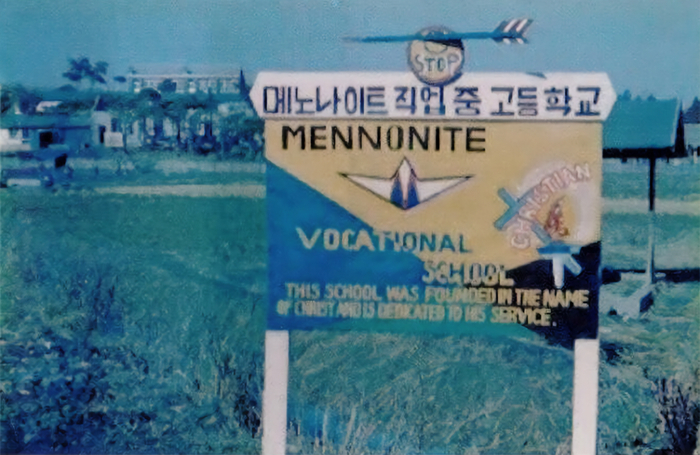 STOP
메노나이트 직업 중 고등학교
MENNONITE
CHRISTIAN
VOCATIONAL
SCHOOL
THIS SCHOOL WAS FOUNDED IN THE NAME
OF CHRIST AND IS DEDICATED TO HIS SERVICE.